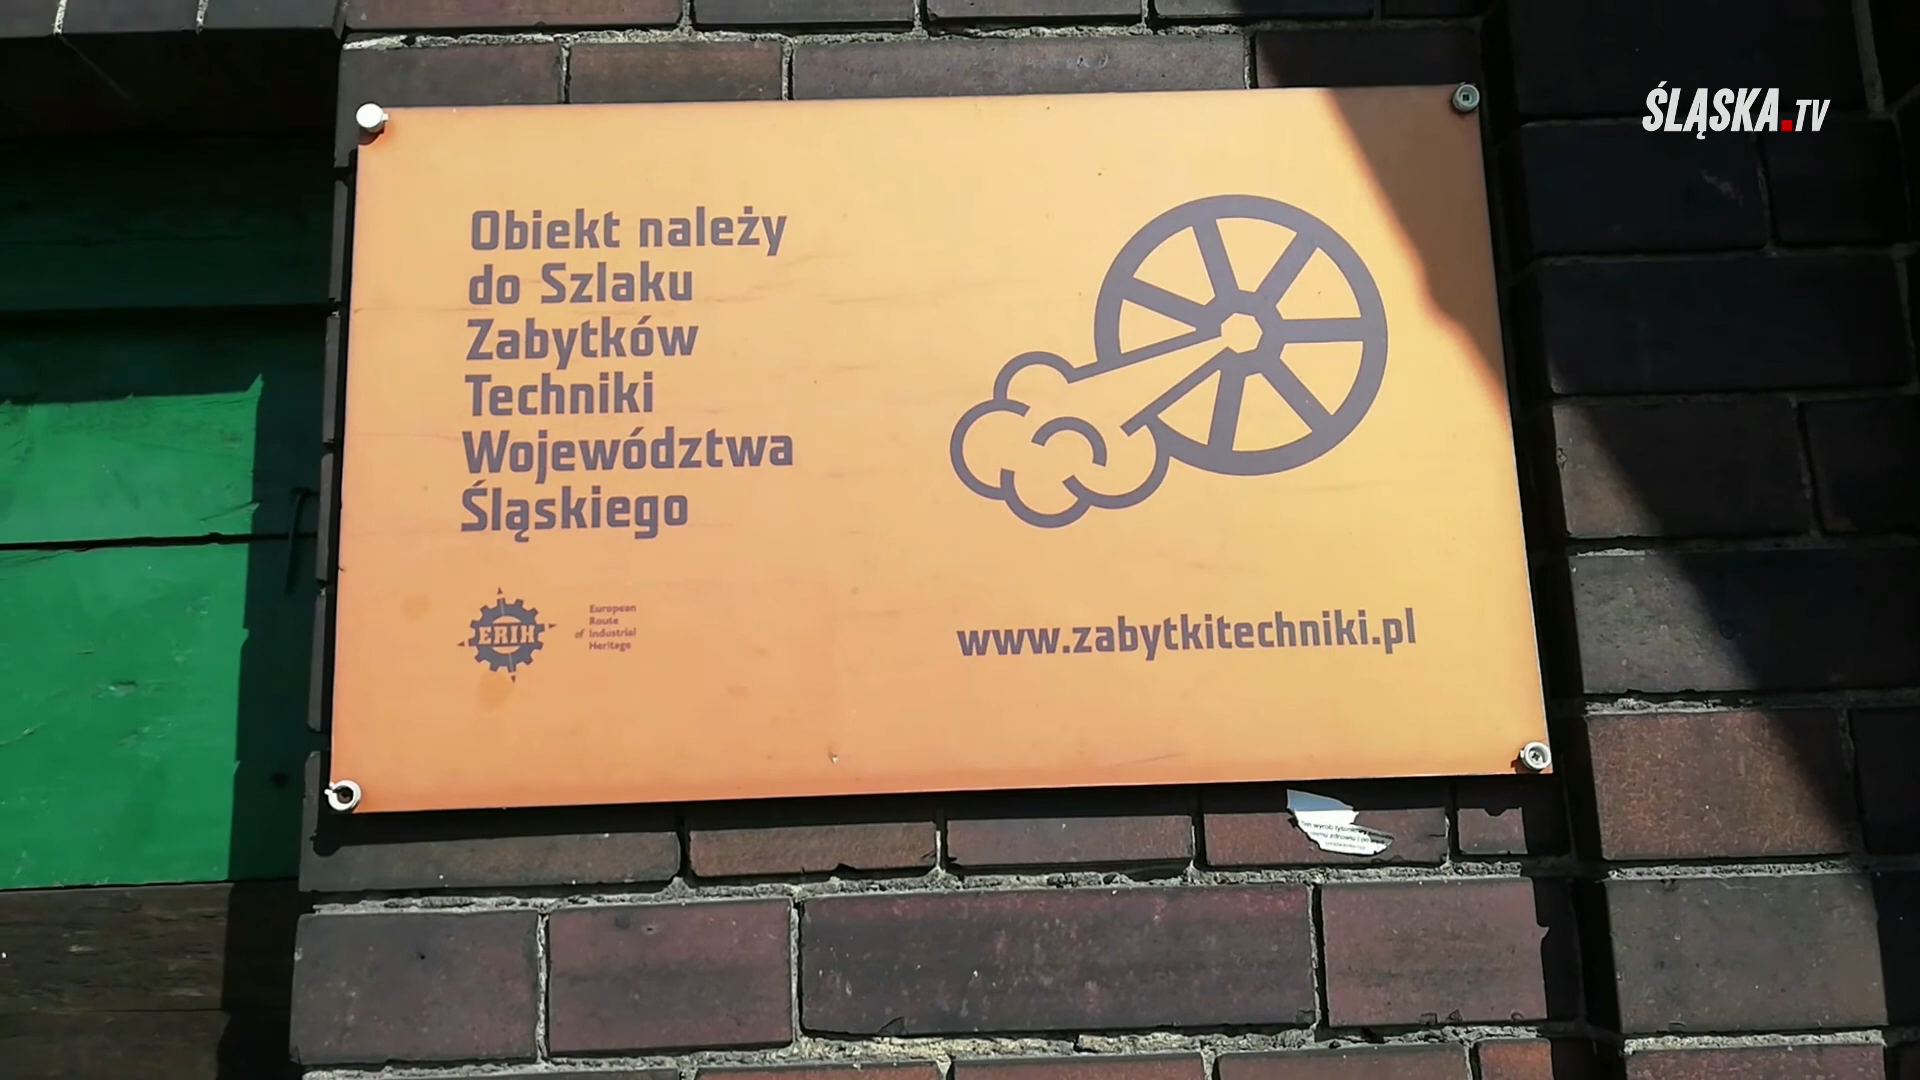 ŚLĄSKA.TV
Obiekt należy
do Szlaku
Zabytków
Techniki
Województwa
Śląskiego
ERIH
European
Route
of Industrial
Heritage
www.zabytkitechniki.pl